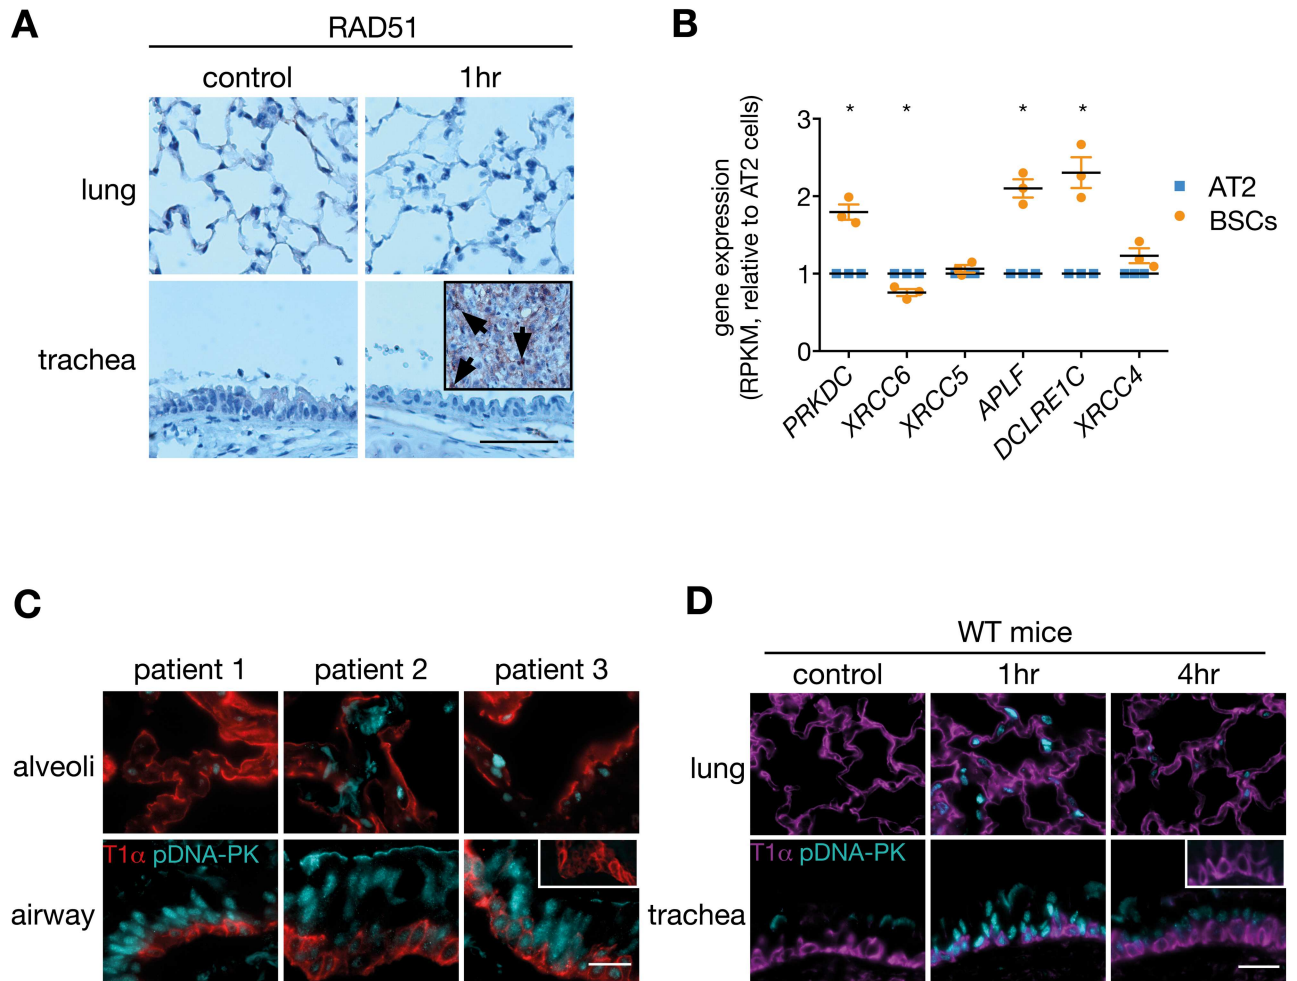 A
RAD51
control 1hr
lung
trachea
B
gene expression
(RPKM, relative to AT2 cells)
3
2
1
0
* * * *
AT2
BSCs
PRKDC XRCC6 XRCC5 APLF DCLRE1C XRCC4
C
patient 1 patient 2 patient 3
alveoli
T1α pDNA-PK
airway
D
WT mice
control 1hr 4hr
lung
T1α pDNA-PK
trachea